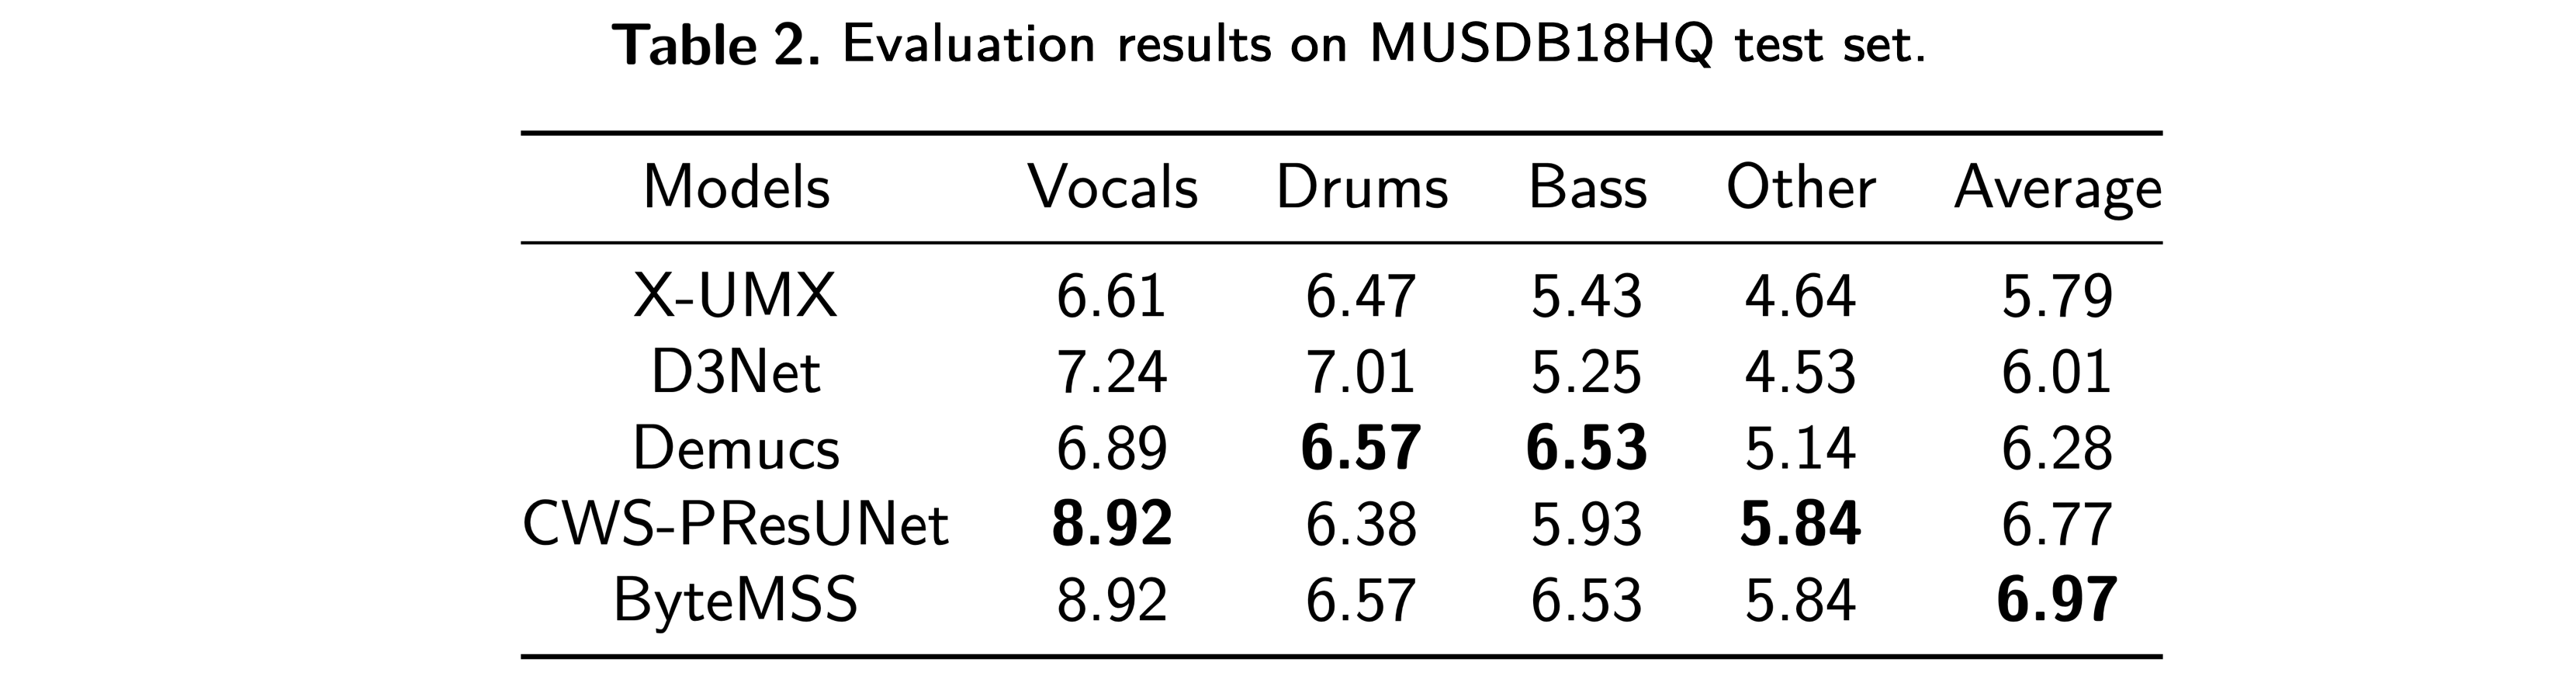 Table 2. Evaluation results on MUSDB18HQ test set.
Models Vocals Drums Bass Other Average
X-UMX 6.61 6.47 5.43 4.64 5.79
D3Net 7.24 7.01 5.25 4.53 6.01
Demucs 6.89 6.57 6.53 5.14 6.28
CWS-PResUNet 8.92 6.38 5.93 5.84 6.77
ByteMSS 8.92 6.57 6.53 5.84 6.97